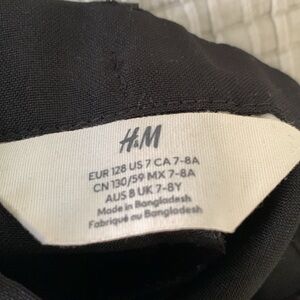 H&M
EUR 128 US 7 CA 7-8A
CN 130/59 MX 7-8A
AUS 8 UK 7-8Y
Made in Bangladesh
Fabriqué au Bangladesh